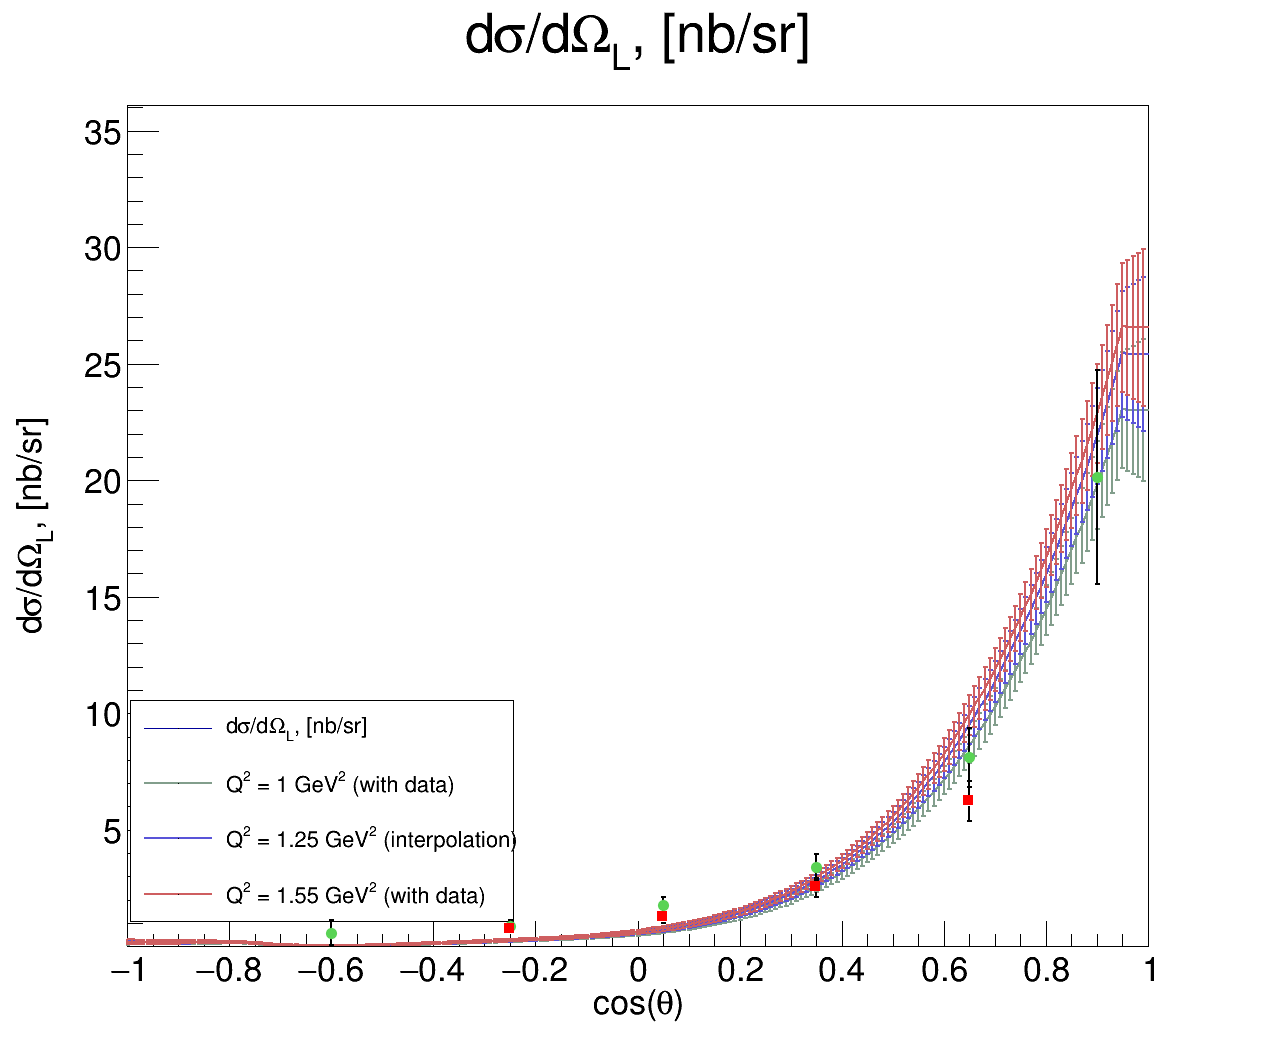 dσ/dΩL, [nb/sr]
dσ/dΩL, [nb/sr]
35
30
25
20
15
10
5
dσ/dΩL, [nb/sr]
Q² = 1 GeV² (with data)
Q² = 1.25 GeV² (interpolation)
Q² = 1.55 GeV² (with data)
−1 −0.8 −0.6 −0.4 −0.2 0 0.2 0.4 0.6 0.8 1
cos(θ)